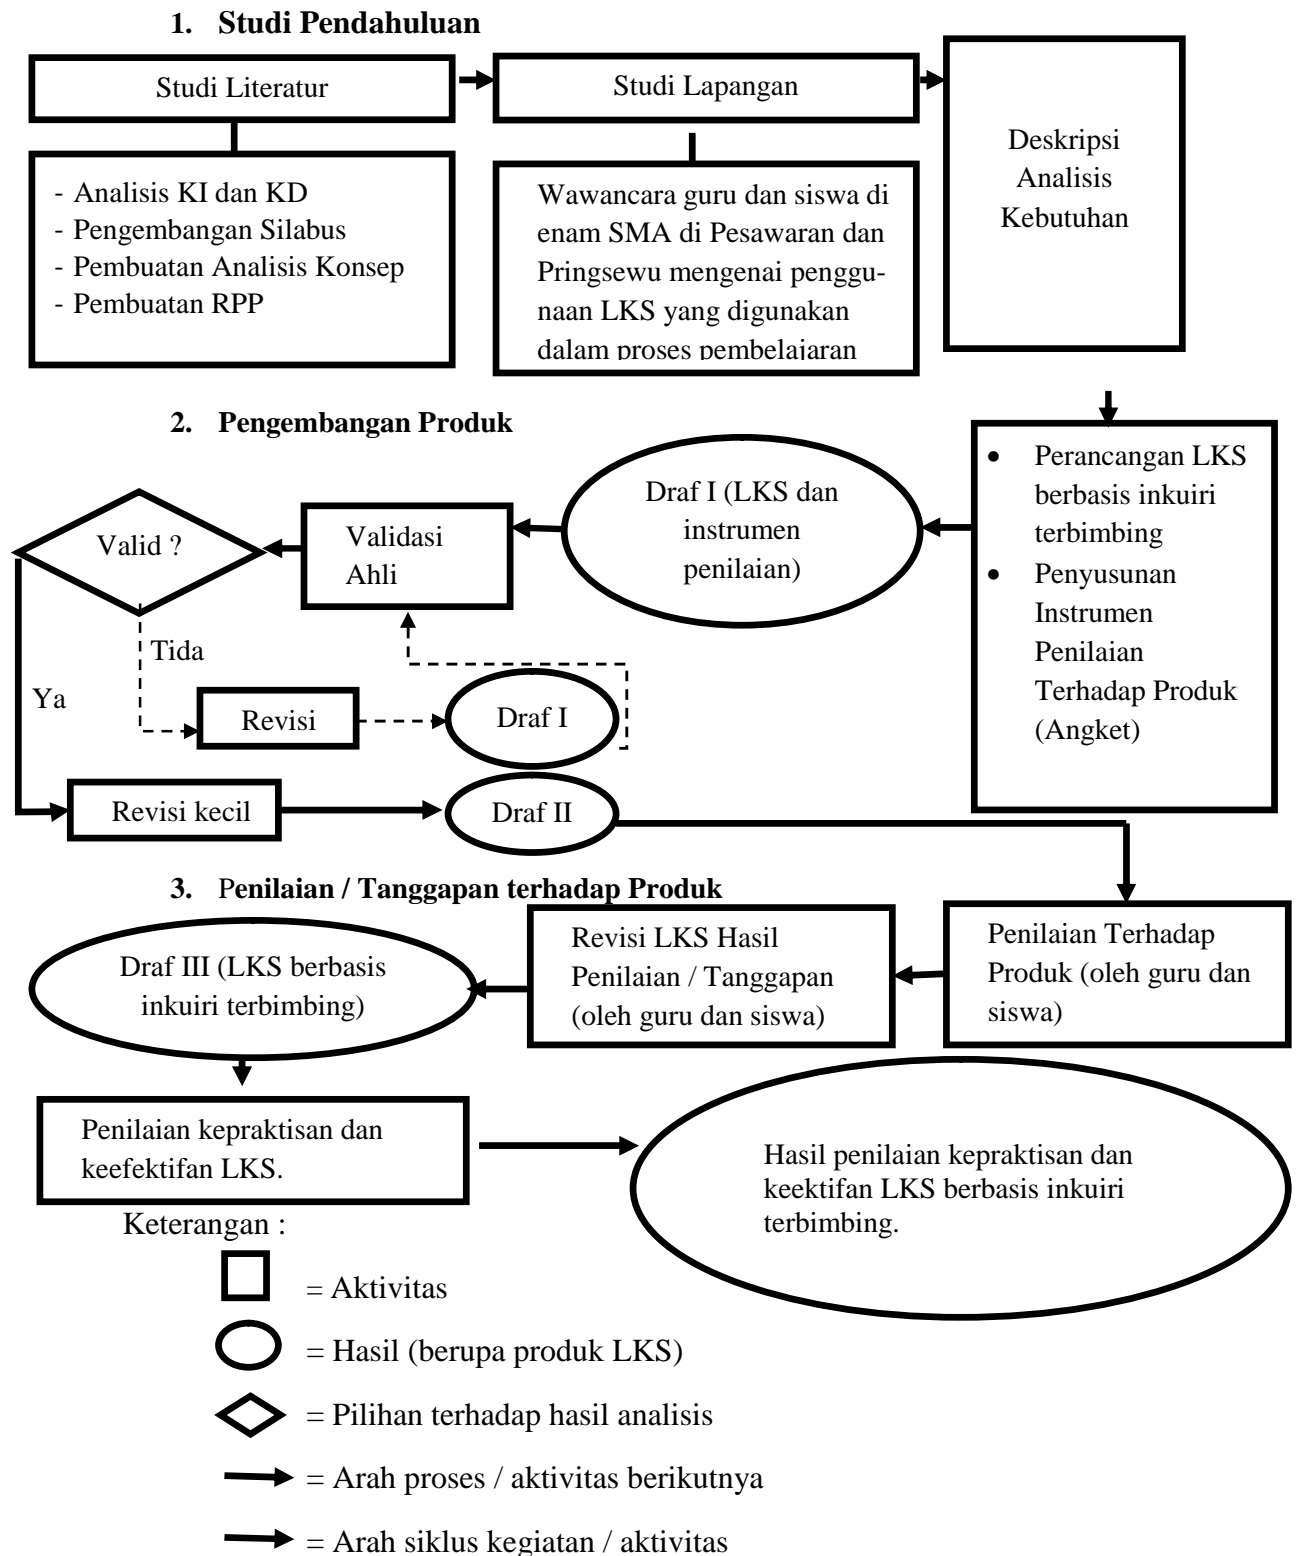 1. Studi Pendahuluan
Studi Literatur
Studi Lapangan
Deskripsi
Analisis
Kebutuhan
- Analisis KI dan KD
- Pengembangan Silabus
- Pembuatan Analisis Konsep
- Pembuatan RPP
Wawancara guru dan siswa di
enam SMA di Pesawaran dan
Pringsewu mengenai penggu-
naan LKS yang digunakan
dalam proses pembelajaran
2. Pengembangan Produk
• Perancangan LKS
berbasis inkuiri
terbimbing
• Penyusunan
Instrumen
Penilaian
Terhadap Produk
(Angket)
Draf I (LKS dan
instrumen
penilaian)
Validasi
Ahli
Valid ?
Tida
Ya
Revisi
Draf I
Revisi kecil
Draf II
3. Penilaian / Tanggapan terhadap Produk
Penilaian Terhadap
Produk (oleh guru dan
siswa)
Revisi LKS Hasil
Penilaian / Tanggapan
(oleh guru dan siswa)
Draf III (LKS berbasis
inkuiri terbimbing)
Penilaian kepraktisan dan
keefektifan LKS.
Hasil penilaian kepraktisan dan
keektifan LKS berbasis inkuiri
terbimbing.
Keterangan :
= Aktivitas
= Hasil (berupa produk LKS)
= Pilihan terhadap hasil analisis
= Arah proses / aktivitas berikutnya
= Arah siklus kegiatan / aktivitas